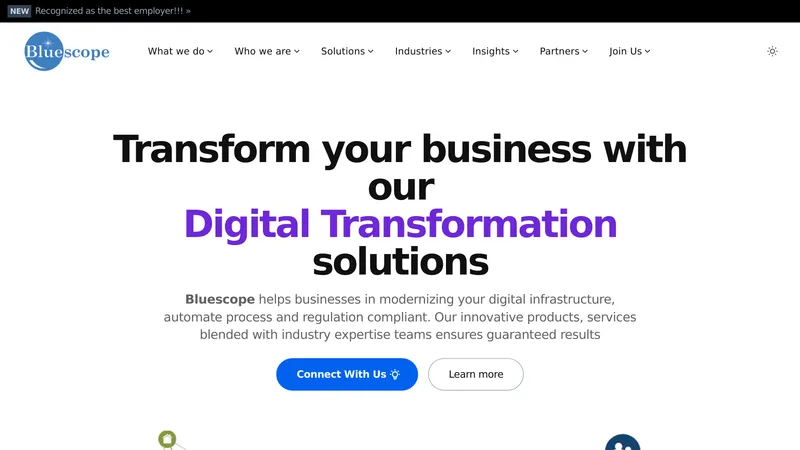 NEW Recognized as the best employer!!! »
Bluescope What we do Who we are Solutions Industries Insights Partners Join Us
Transform your business with
our
Digital Transformation
solutions
Bluescope helps businesses in modernizing your digital infrastructure,
automate process and regulation compliant. Our innovative products, services
blended with industry expertise teams ensures guaranteed results
Connect With Us Learn more